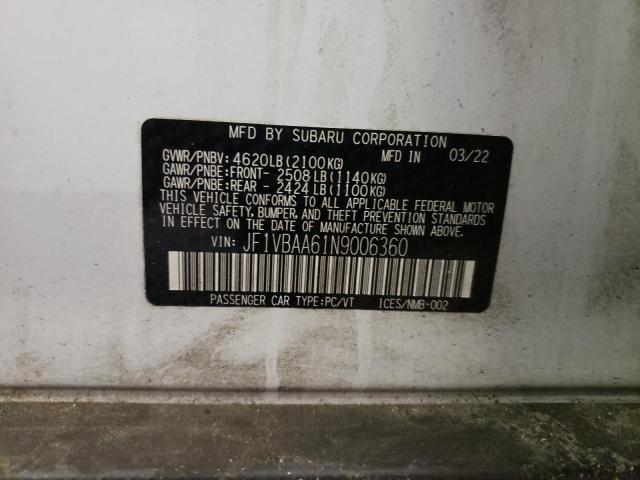 MFD BY SUBARU CORPORATION
GVWR/PNBV: 4620LB(2100KG) MFD IN 03/22
GAWR/PNBE:FRONT- 2508LB(1140KG)
GAWR/PNBE:REAR - 2424LB(1100KG)
THIS VEHICLE CONFORMS TO ALL APPLICABLE FEDERAL MOTOR
VEHICLE SAFETY, BUMPER, AND THEFT PREVENTION STANDARDS
IN EFFECT ON THE DATE OF MANUFACTURE SHOWN ABOVE.
VIN: JF1VBAA61N9006360
PASSENGER CAR TYPE:PC/VT ICES/NMB-002